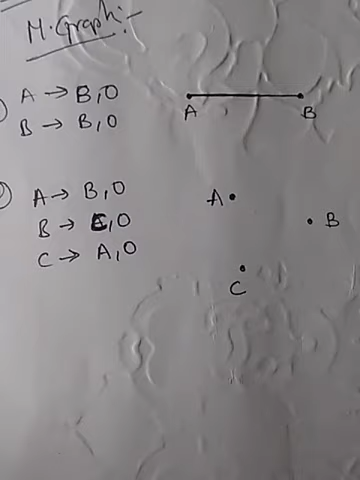 M.Graph:-
A → B,0
B → B,0
A B
A → B,0
B → C,0
C → A,0
A
B
C